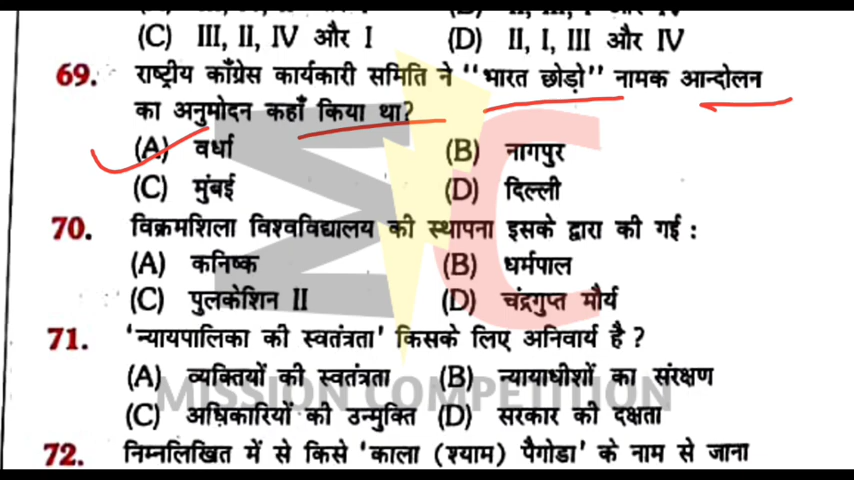 (C) III, II, IV और I (D) II, I, III और IV
69. राष्ट्रीय काँग्रेस कार्यकारी समिति ने "भारत छोड़ो" नामक आन्दोलन
का अनुमोदन कहाँ किया था?
(A) वर्धा (B) नागपुर
(C) मुंबई (D) दिल्ली
70. विक्रमशिला विश्वविद्यालय की स्थापना इसके द्वारा की गई :
(A) कनिष्क (B) धर्मपाल
(C) पुलकेशिन II (D) चंद्रगुप्त मौर्य
71. 'न्यायपालिका की स्वतंत्रता' किसके लिए अनिवार्य है ?
(A) व्यक्तियों की स्वतंत्रता (B) न्यायाधीशों का संरक्षण
MISSION COMPETITION
(C) अधिकारियों की उन्मुक्ति (D) सरकार की दक्षता
72. निम्नलिखित में से किसे 'काला (श्याम) पैगोडा' के नाम से जाना